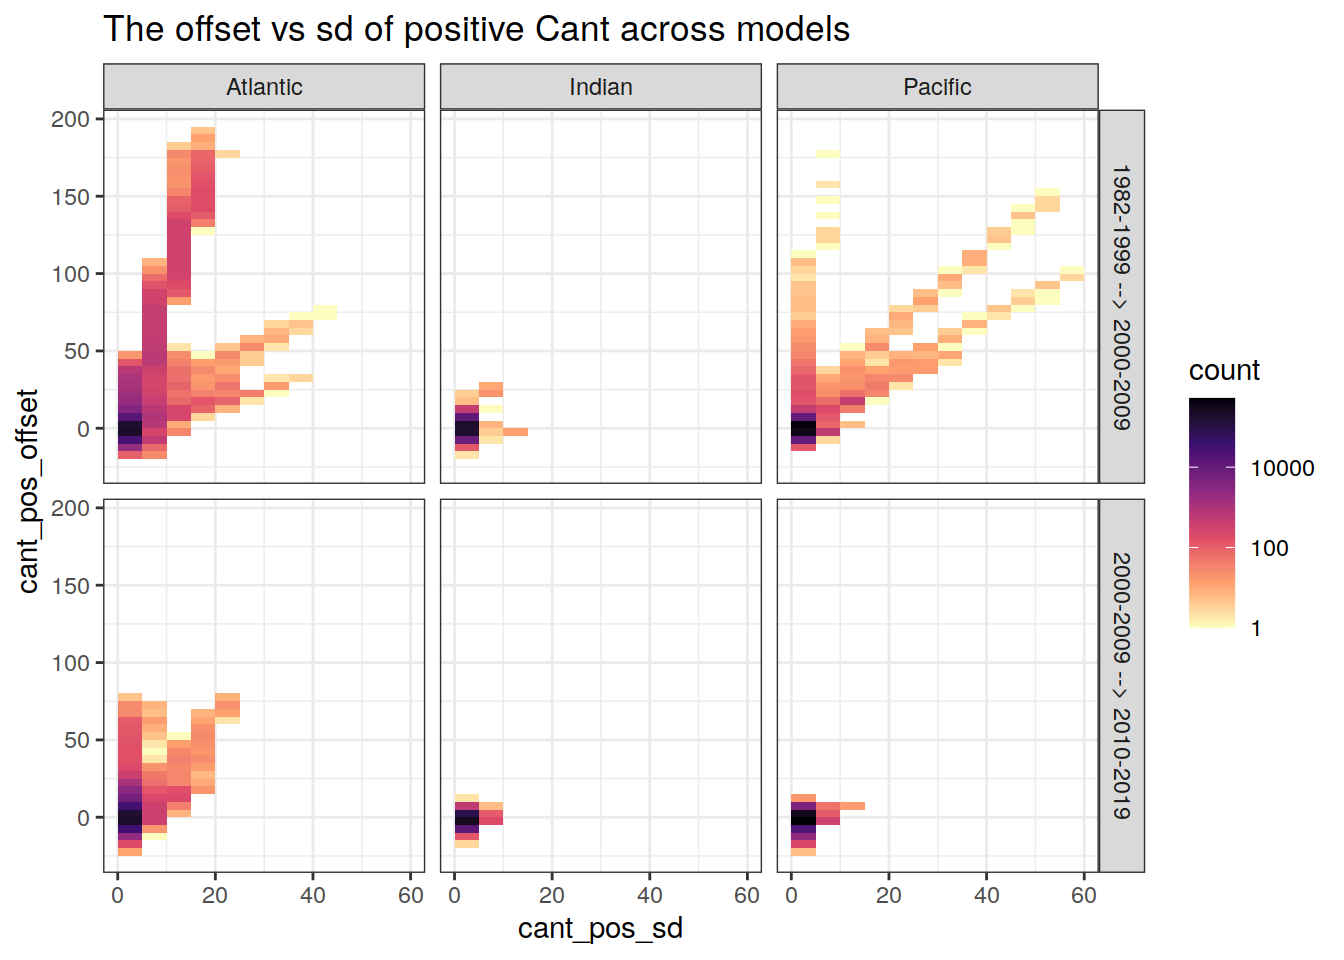 The offset vs sd of positive Cant across models
Atlantic
Indian
Pacific
200
150
100
50
0
1982-1999 --> 2000-2009
200
150
100
50
0
2000-2009 --> 2010-2019
cant_pos_offset
0 20 40 60
0 20 40 60
0 20 40 60
cant_pos_sd
count
10000
100
1